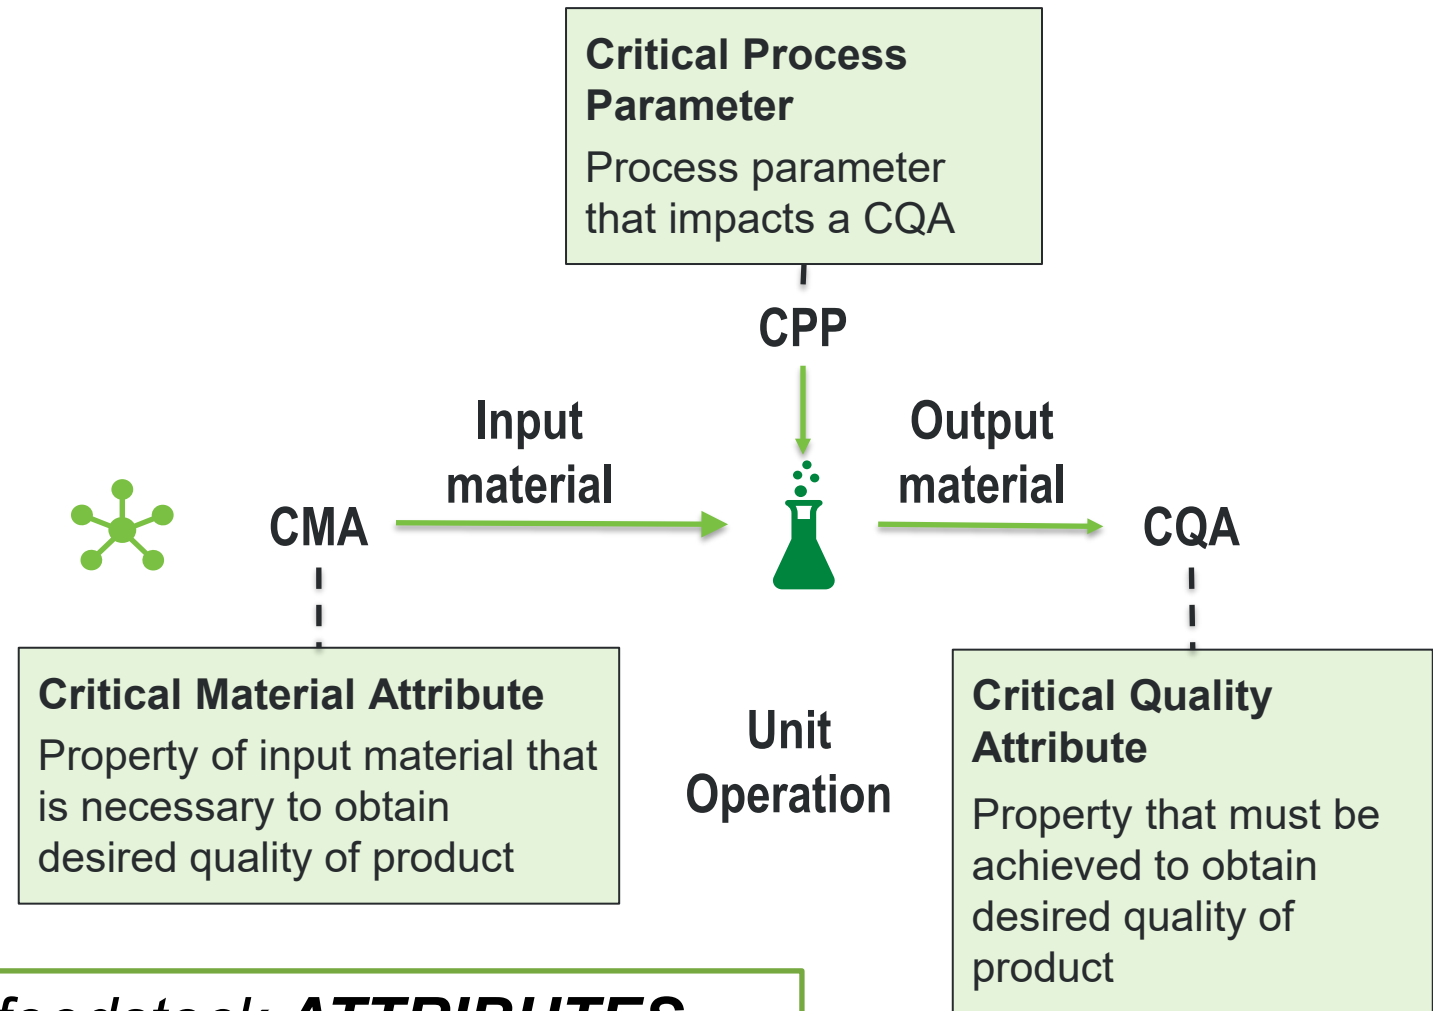 Critical Process
Parameter
Process parameter
that impacts a CQA
CPP
Input
material
Output
material
CMA
CQA
Critical Material Attribute
Property of input material that
is necessary to obtain
desired quality of product
Unit
Operation
Critical Quality
Attribute
Property that must be
achieved to obtain
desired quality of
product
feedstock ATTRIBUTES